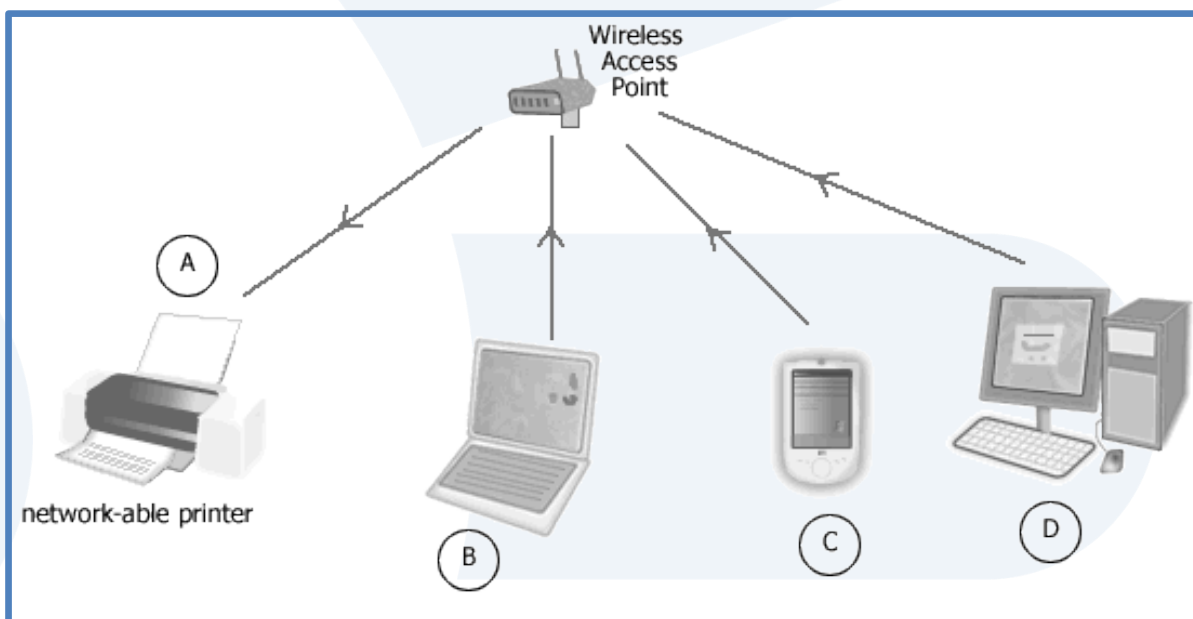 Wireless
Access
Point
A
network-able printer
B
C
D